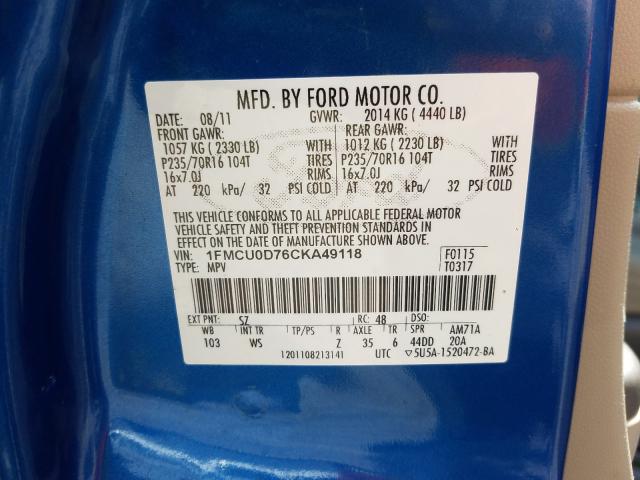 MFD. BY FORD MOTOR CO.
DATE: 08/11 GVWR: 2014 KG ( 4440 LB)
FRONT GAWR: REAR GAWR:
1057 KG ( 2330 LB) WITH 1012 KG ( 2230 LB) WITH
P235/70R16 104T TIRES P235/70R16 104T TIRES
16x7.0J RIMS 16x7.0J RIMS
AT 220 kPa/ 32 PSI COLD AT 220 kPa/ 32 PSI COLD
THIS VEHICLE CONFORMS TO ALL APPLICABLE FEDERAL MOTOR
VEHICLE SAFETY AND THEFT PREVENTION STANDARDS IN
EFFECT ON THE DATE OF MANUFACTURE SHOWN ABOVE.
VIN: 1FMCU0D76CKA49118 F0115
TYPE: MPV T0317
EXT PNT: SZ RC: 48 DSO:
WB INT TR TP/PS R AXLE TR SPR AM71A
103 WS Z 35 6 44DD 20A
1201108213141 UTC ▽5U5A-1520472-BA